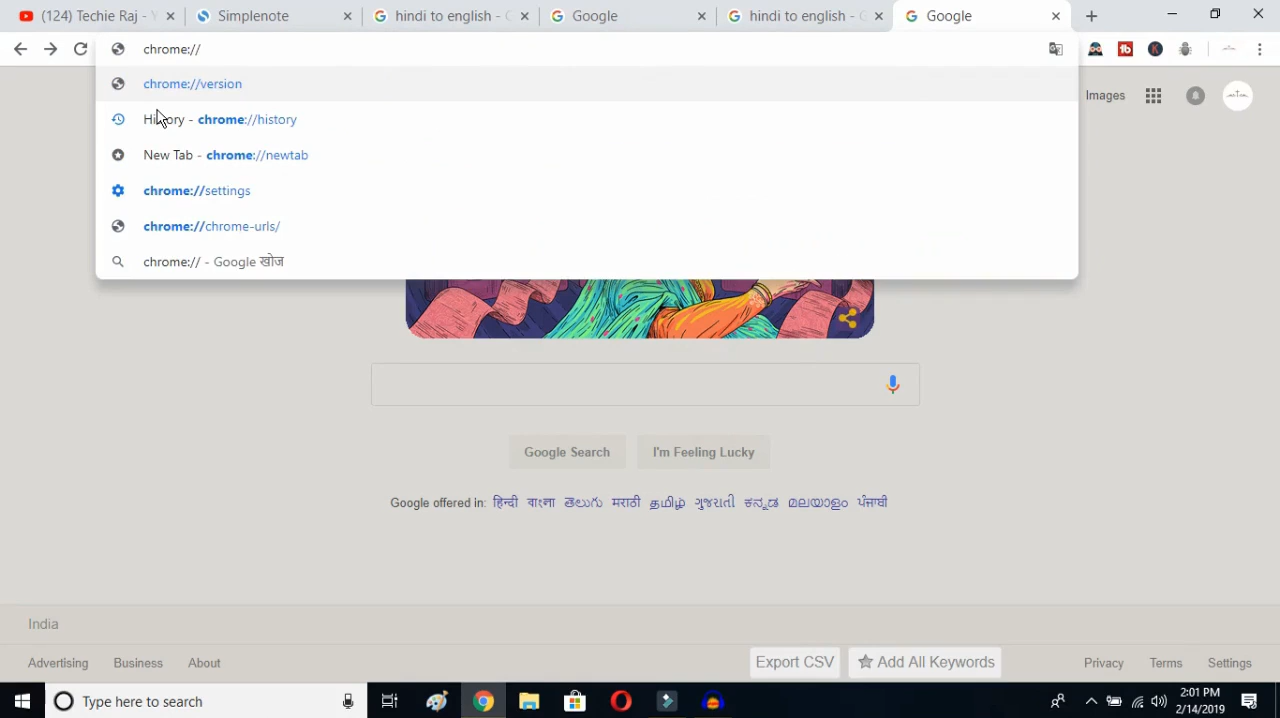 (124) Techie Raj - Y
Simplenote
hindi to english - G
Google
hindi to english - G
Google
chrome://
chrome://version
History - chrome://history
New Tab - chrome://newtab
chrome://settings
chrome://chrome-urls/
chrome:// - Google खोज
Images
Google Search
I'm Feeling Lucky
Google offered in: हिन्दी বাংলা తెలుగు मराठी தமிழ் ગુજરાતી ಕನ್ನಡ മലയാളം ਪੰਜਾਬੀ
India
Advertising Business About
Export CSV
Add All Keywords
Privacy Terms Settings
Type here to search
2:01 PM
2/14/2019